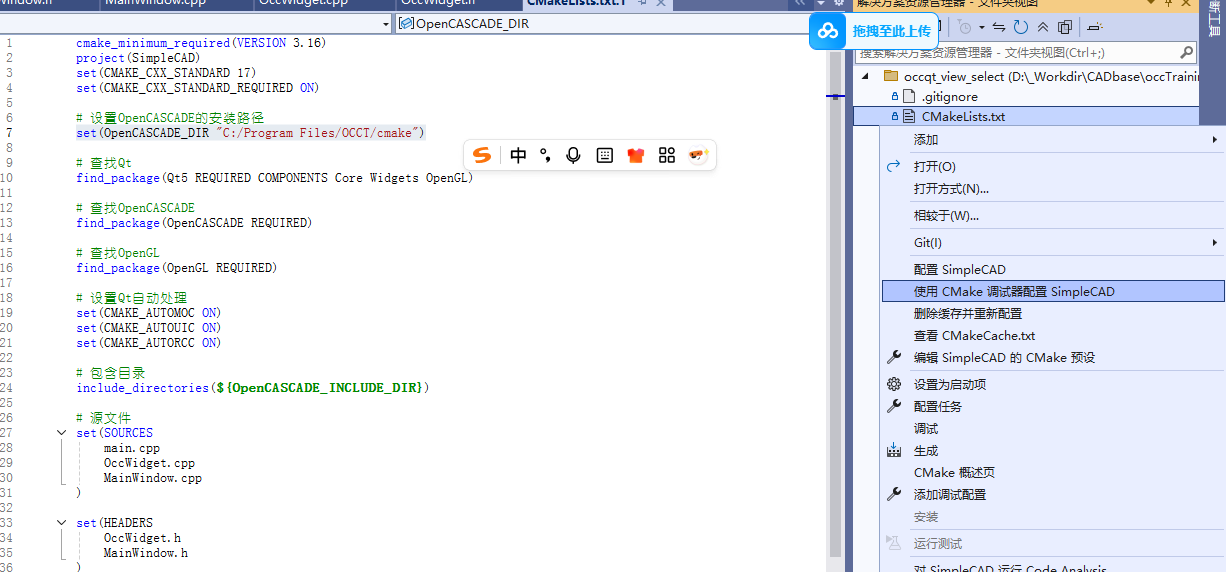 MainWindow.cpp
OccWidget.cpp
OccWidget.h
CMakeLists.txt
解决方案资源管理器 - 文件夹视图
OpenCASCADE_DIR
拖拽至此上传
断工具
搜索解决方案资源管理器 - 文件夹视图(Ctrl+;)
occqt_view_select (D:\_Workdir\CADbase\occTraini
.gitignore
CMakeLists.txt
1 cmake_minimum_required(VERSION 3.16)
2 project(SimpleCAD)
3 set(CMAKE_CXX_STANDARD 17)
4 set(CMAKE_CXX_STANDARD_REQUIRED ON)
5
6 # 设置OpenCASCADE的安装路径
7 set(OpenCASCADE_DIR "C:/Program Files/OCCT/cmake")
8
9 # 查找Qt
10 find_package(Qt5 REQUIRED COMPONENTS Core Widgets OpenGL)
11
12 # 查找OpenCASCADE
13 find_package(OpenCASCADE REQUIRED)
14
15 # 查找OpenGL
16 find_package(OpenGL REQUIRED)
17
18 # 设置Qt自动处理
19 set(CMAKE_AUTOMOC ON)
20 set(CMAKE_AUTOUIC ON)
21 set(CMAKE_AUTORCC ON)
22
23 # 包含目录
24 include_directories(${OpenCASCADE_INCLUDE_DIR})
25
26 # 源文件
27 set(SOURCES
28 main.cpp
29 OccWidget.cpp
30 MainWindow.cpp
31 )
32
33 set(HEADERS
34 OccWidget.h
35 MainWindow.h
36 )
中
添加
打开(O)
打开方式(N)...
相较于(W)...
Git(I)
配置 SimpleCAD
使用 CMake 调试器配置 SimpleCAD
删除缓存并重新配置
查看 CMakeCache.txt
编辑 SimpleCAD 的 CMake 预设
设置为启动项
配置任务
调试
生成
CMake 概述页
添加调试配置
安装
运行测试
对 SimpleCAD 运行 Code Analysis